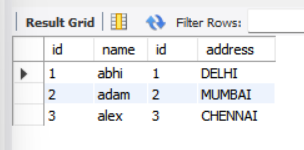 Result Grid Filter Rows:
id name id address
1 abhi 1 DELHI
2 adam 2 MUMBAI
3 alex 3 CHENNAI